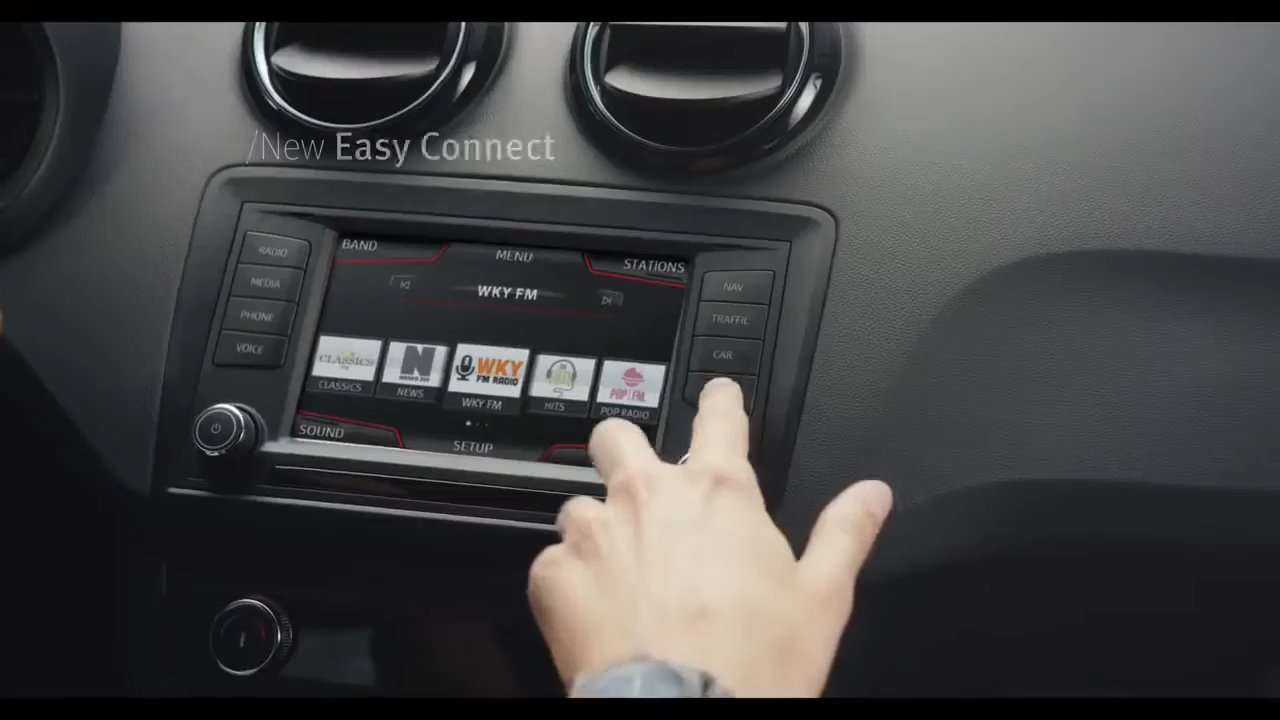 /New Easy Connect
BAND
MENU
STATIONS
RADIO
MEDIA
PHONE
VOICE
WKY FM
NAV
TRAFFIC
CAR
CLASSICS
N
WKY
FM RADIO
POP FM
CLASSICS
NEWS
WKY FM
HITS
POP RADIO
SOUND
SETUP